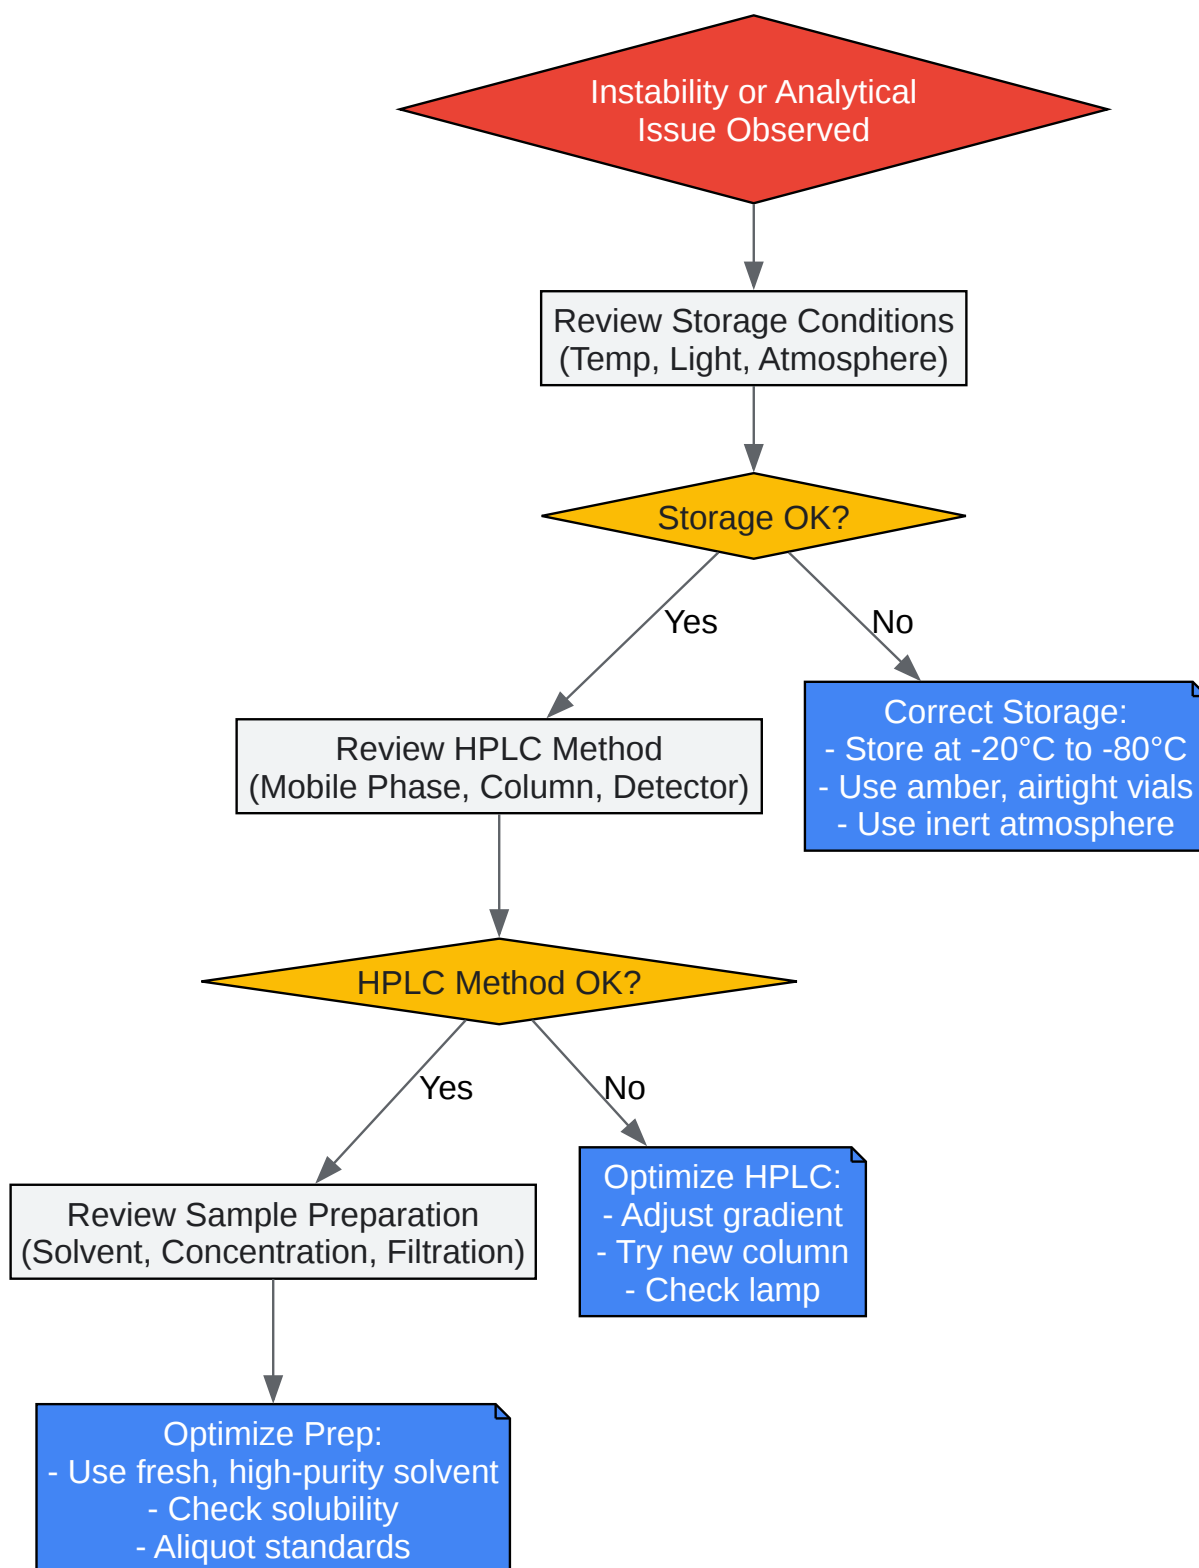 Instability or Analytical
Issue Observed
Review Storage Conditions
(Temp, Light, Atmosphere)
Storage OK?
Yes
No
Correct Storage:
- Store at -20°C to -80°C
- Use amber, airtight vials
- Use inert atmosphere
Review HPLC Method
(Mobile Phase, Column, Detector)
HPLC Method OK?
Yes
No
Optimize HPLC:
- Adjust gradient
- Try new column
- Check lamp
Review Sample Preparation
(Solvent, Concentration, Filtration)
Optimize Prep:
- Use fresh, high-purity solvent
- Check solubility
- Aliquot standards